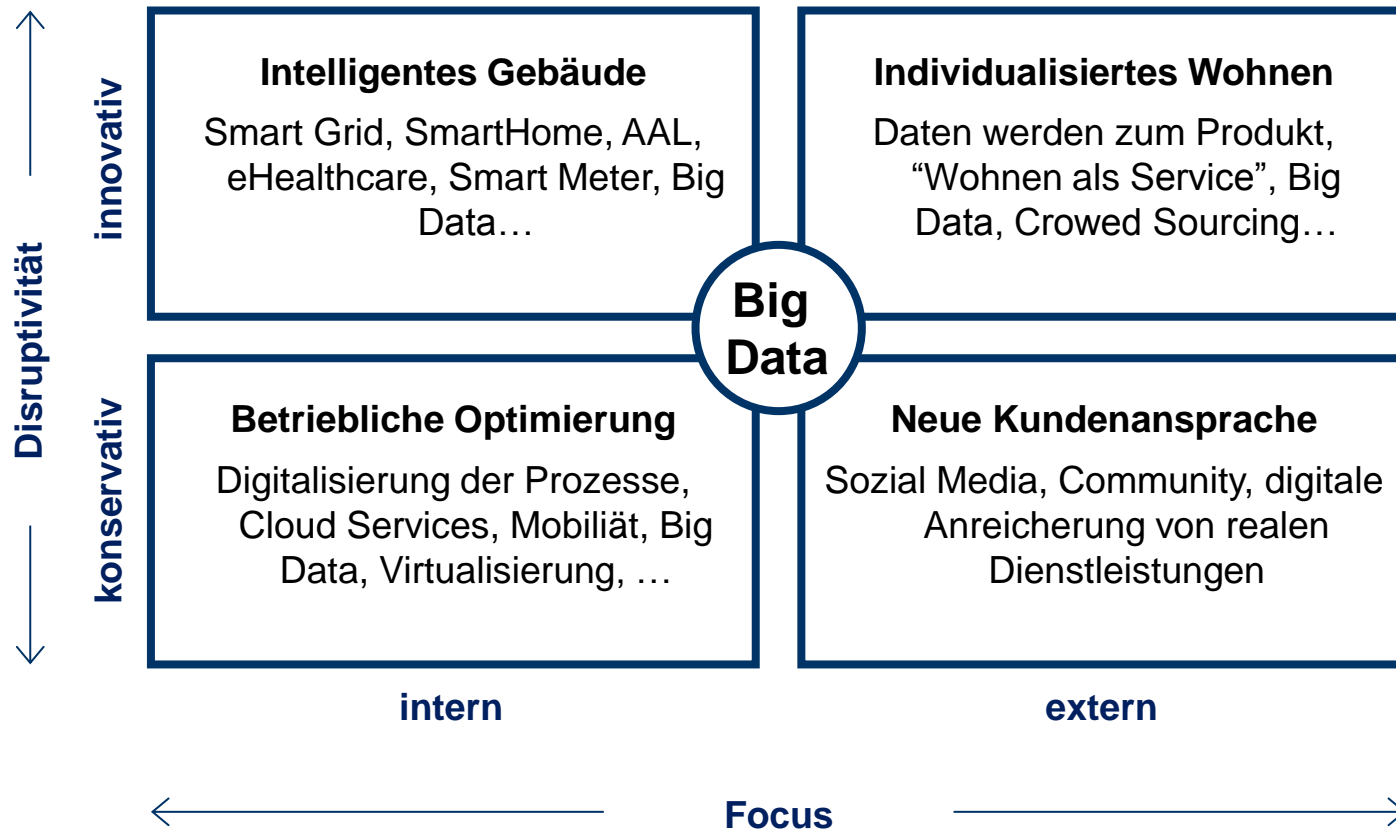 Disruptivität
innovativ
Intelligentes Gebäude
Smart Grid, SmartHome, AAL,
eHealthcare, Smart Meter, Big
Data…
Individualisiertes Wohnen
Daten werden zum Produkt,
“Wohnen als Service”, Big
Data, Crowed Sourcing…
Big
Data
konservativ
Betriebliche Optimierung
Digitalisierung der Prozesse,
Cloud Services, Mobiliät, Big
Data, Virtualisierung, …
Neue Kundenansprache
Sozial Media, Community, digitale
Anreicherung von realen
Dienstleistungen
intern
extern
Focus